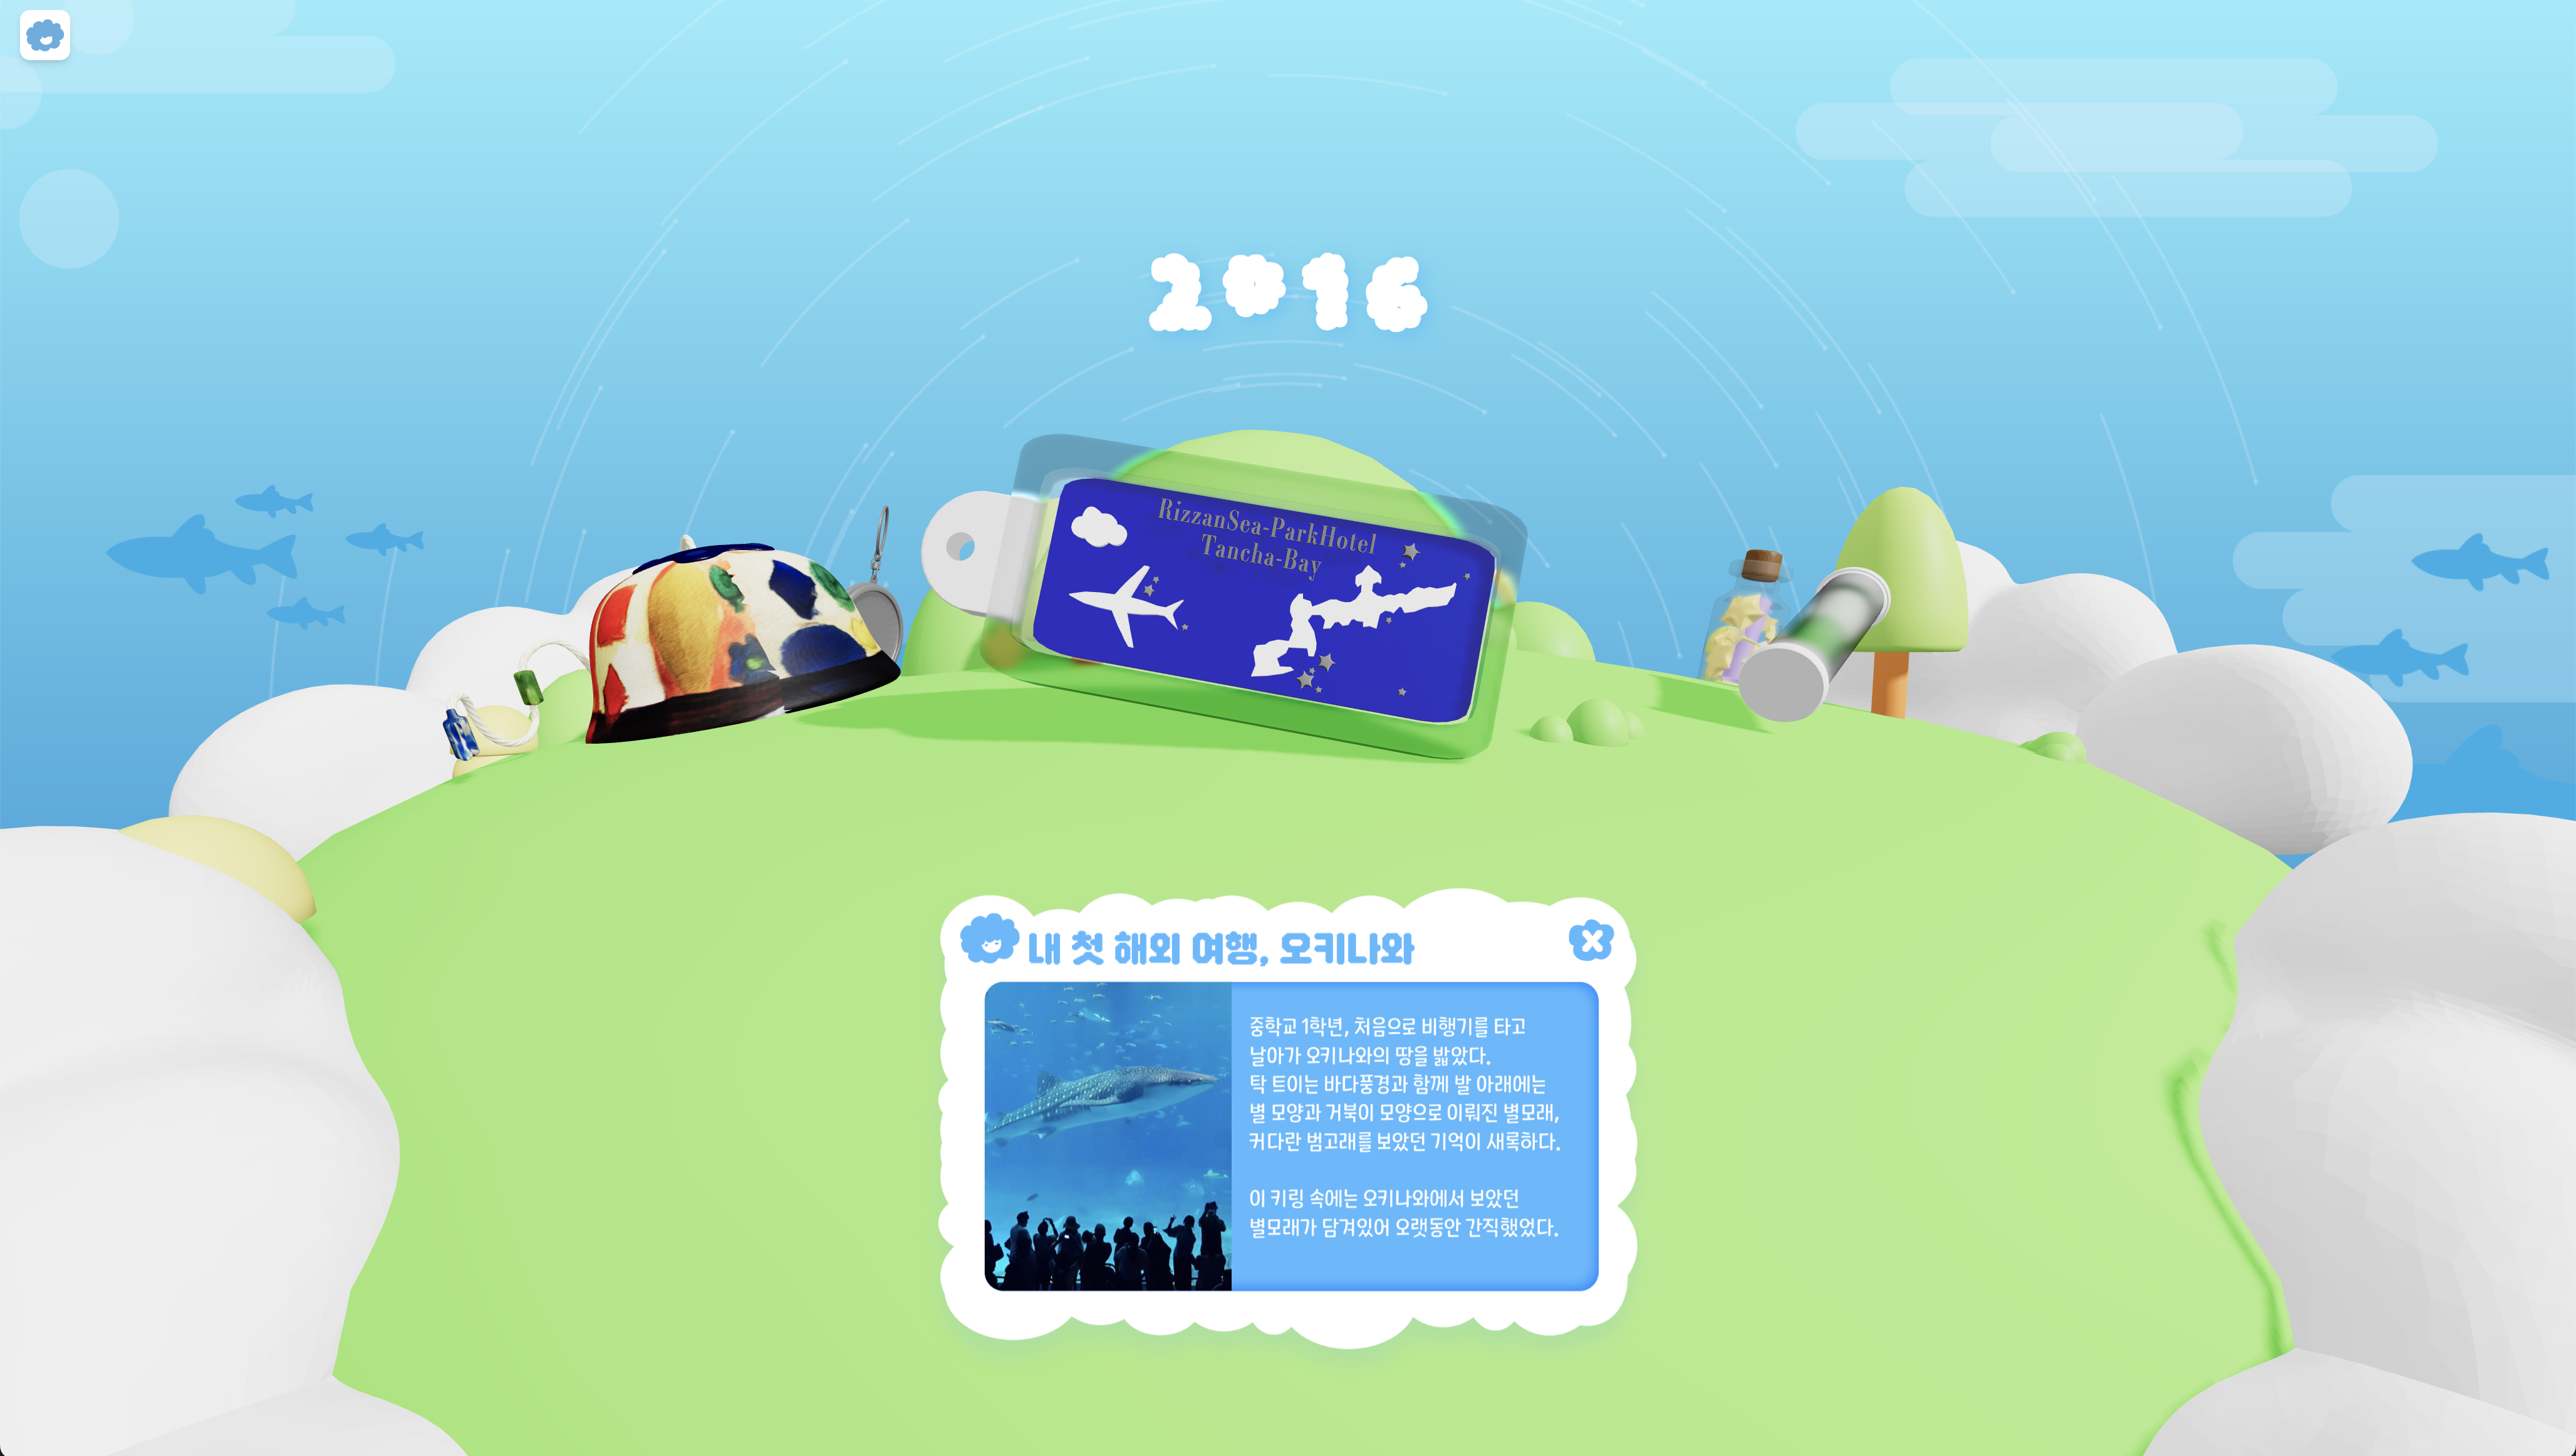 2016
RizzanSea-ParkHotel
Tancha-Bay
내 첫 해외 여행, 오키나와
중학교 1학년, 처음으로 비행기를 타고
날아가 오키나와의 땅을 밟았다.
탁 트이는 바다풍경과 함께 발 아래에는
별 모양과 거북이 모양으로 이뤄진 별모래,
커다란 범고래를 보았던 기억이 새록하다.
이 키링 속에는 오키나와에서 보았던
별모래가 담겨있어 오랫동안 간직했었다.